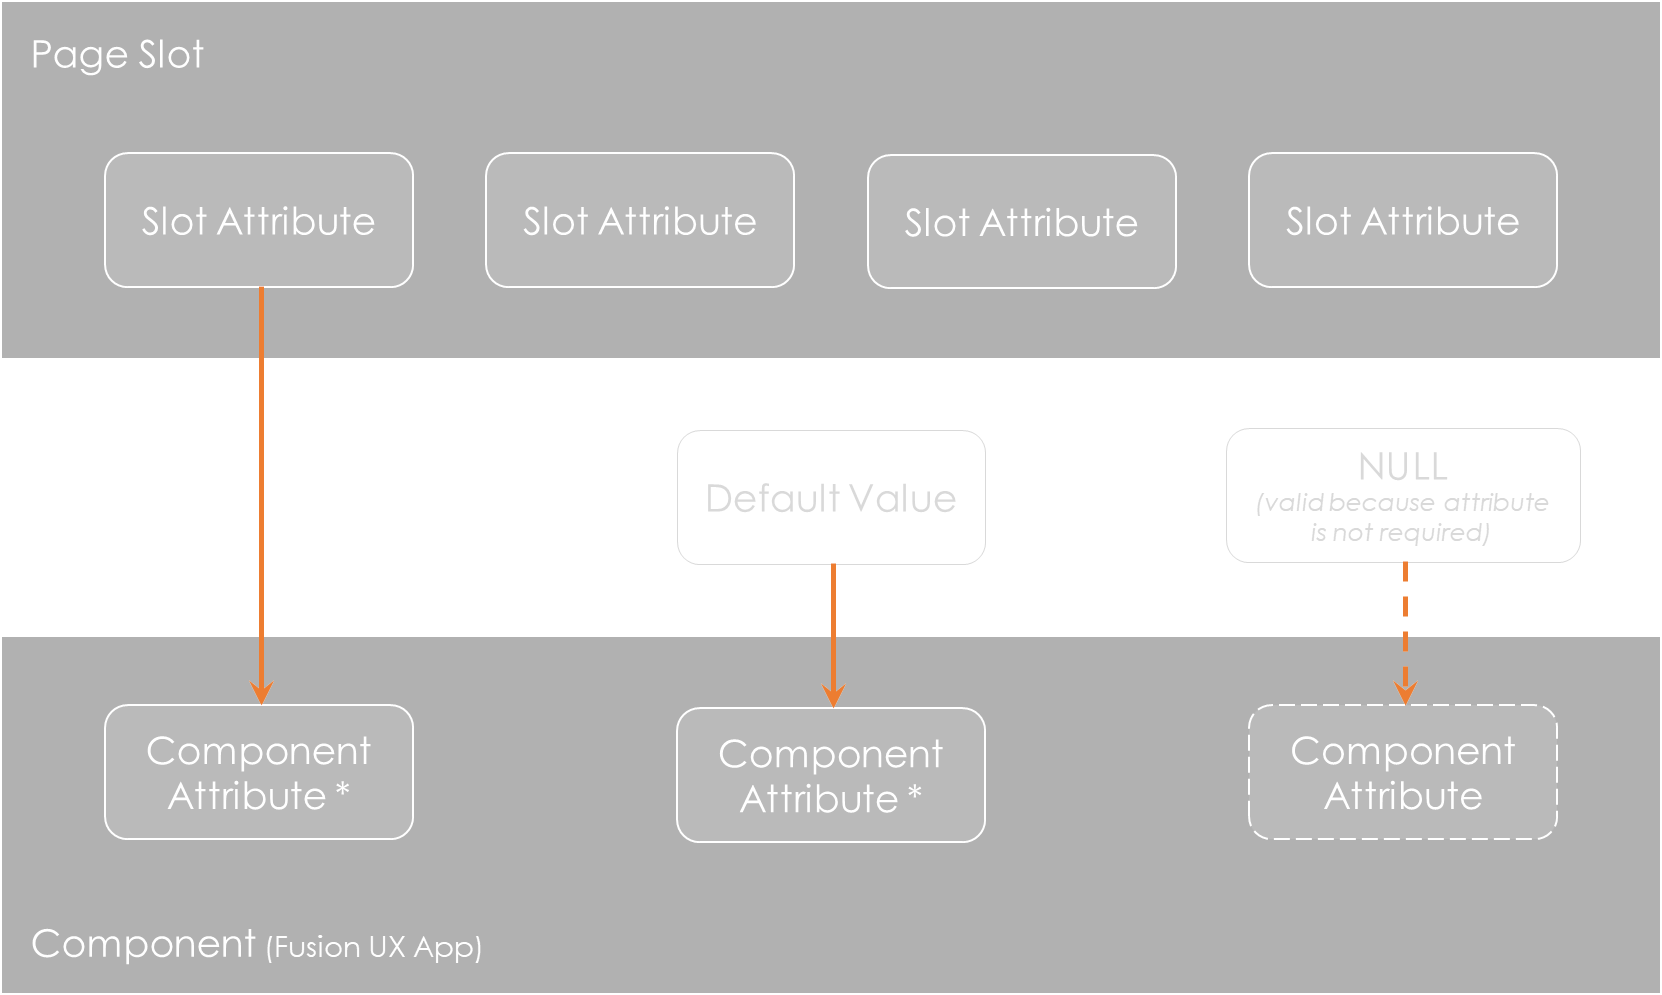 Page Slot
Slot Attribute
Slot Attribute
Slot Attribute
Slot Attribute
Default Value
NULL
(valid because attribute
is not required)
Component
Attribute *
Component
Attribute *
Component
Attribute
Component (Fusion UX App)